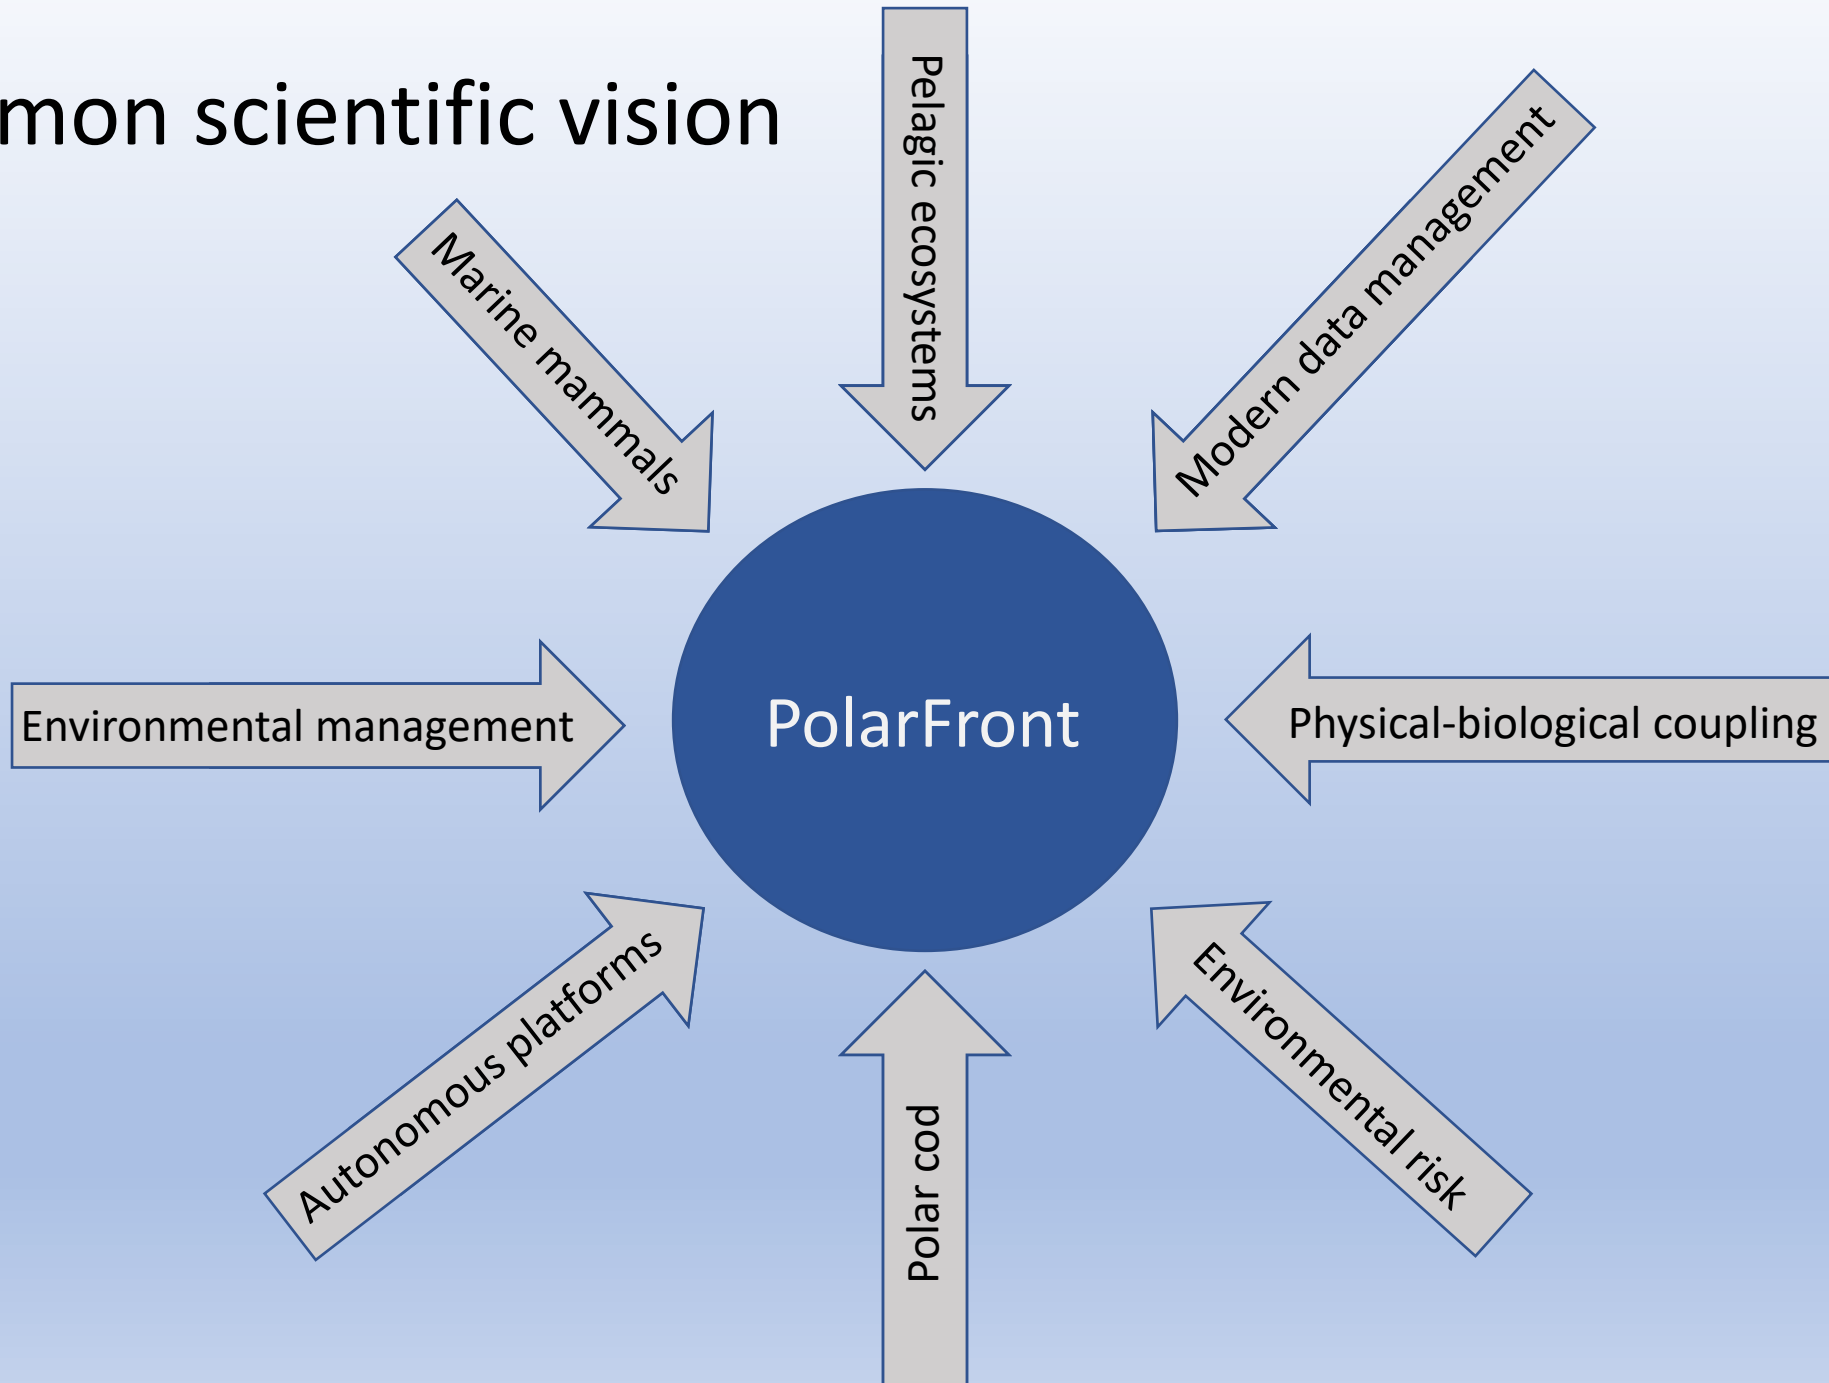 mon scientific vision
Pelagic ecosystems
Marine mammals
Modern data management
Environmental management
PolarFront
Physical-biological coupling
Autonomous platforms
Polar cod
Environmental risk